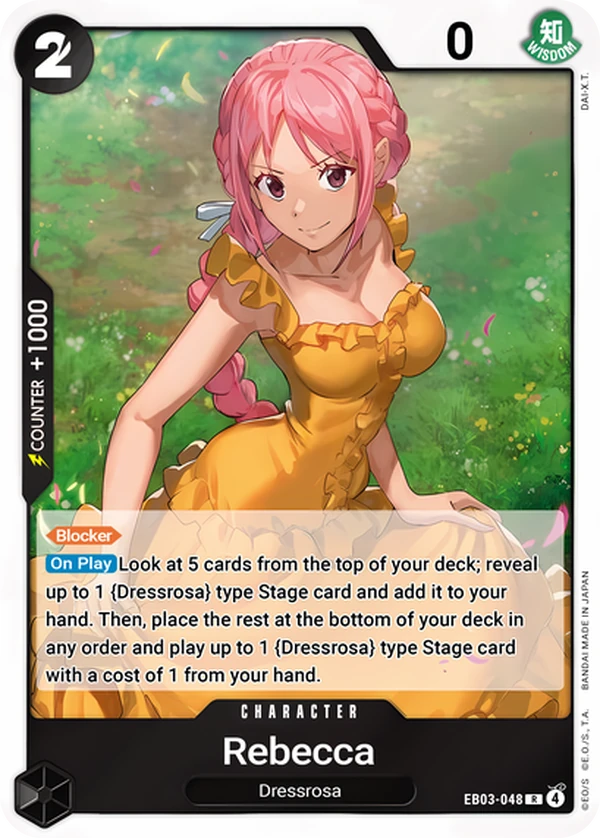 2
0
知
WISDOM
DAI-X.T.
COUNTER +1000
Blocker
On Play Look at 5 cards from the top of your deck; reveal
up to 1 {Dressrosa} type Stage card and add it to your
hand. Then, place the rest at the bottom of your deck in
any order and play up to 1 {Dressrosa} type Stage card
with a cost of 1 from your hand.
CHARACTER
Rebecca
Dressrosa
EB03-048 R 4
©EO/S ©E.O./S., T.A. BANDAI MADE IN JAPAN